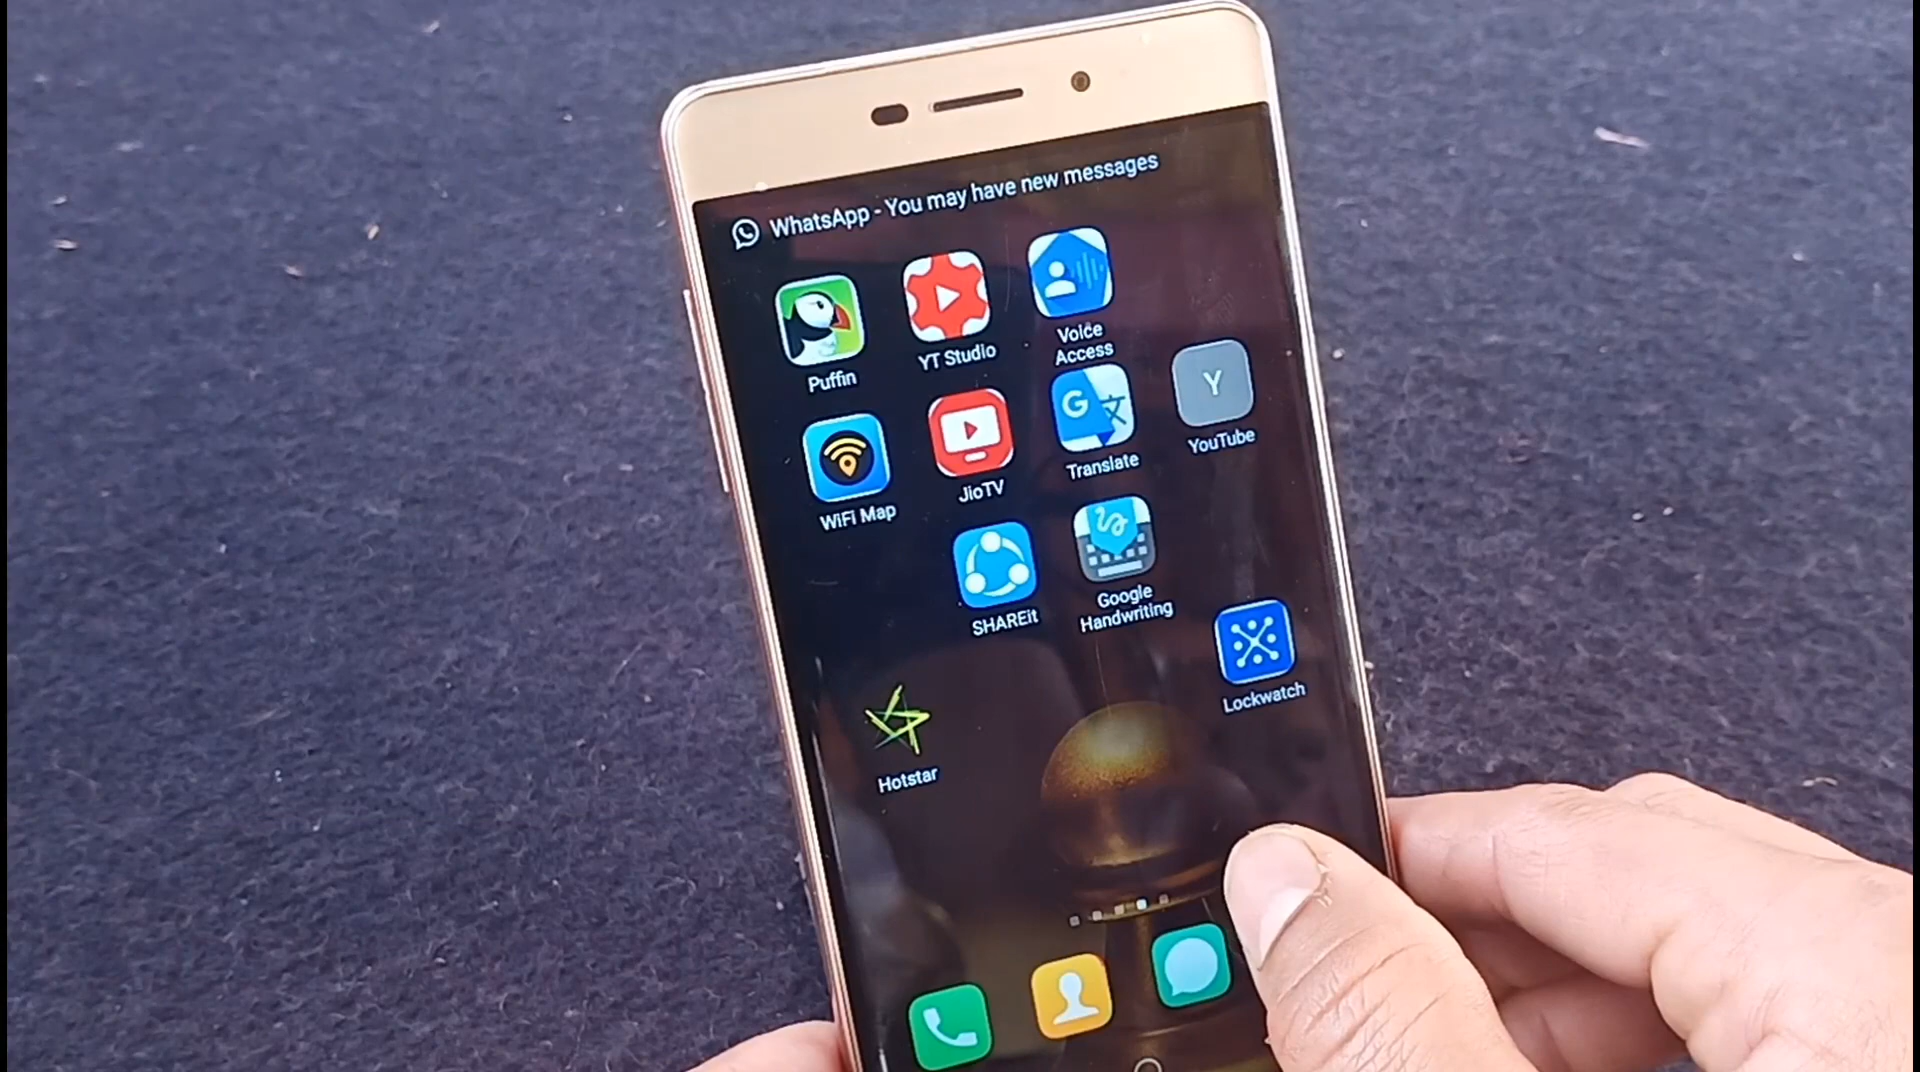 WhatsApp - You may have new messages
Puffin
YT Studio
Voice
Access
WiFi Map
JioTV
G
Translate
Y
YouTube
SHAREit
Google
Handwriting
Lockwatch
Hotstar